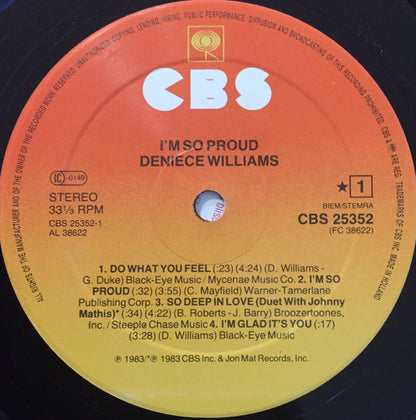 UNAUTHORIZED COPYING, LENDING, HIRING, PUBLIC PERFORMANCE, DIFFUSION AND BROADCASTING OF THIS RECORDING PROHIBITED. CBS & ARE REG. TRADEMARKS OF CBS INC. MADE IN HOLLAND
ALL RIGHTS OF THE MANUFACTURER AND OF THE OWNER OF THE RECORDED WORK RESERVED
CBS
I'M SO PROUD
DENIECE WILLIAMS
LC -0149
STEREO
33⅓ RPM
CBS 25352-1
AL 38622
★ 1
BIEM/STEMRA
CBS 25352
(FC 38622)
1. DO WHAT YOU FEEL (:23) (4:24) (D. Williams -
G. Duke) Black-Eye Music / Mycenae Music Co. 2. I'M SO
PROUD (:32) (3:55) (C. Mayfield) Warner-Tamerlane
Publishing Corp. 3. SO DEEP IN LOVE (Duet With Johnny
Mathis)* (:34) (4:22) (B. Roberts - J. Barry) Broozertoones,
Inc. / Steeple Chase Music 4. I'M GLAD IT'S YOU (:17)
(3:28) (D. Williams) Black-Eye Music
℗ 1983/*℗ 1983 CBS Inc. & Jon Mat Records, Inc.